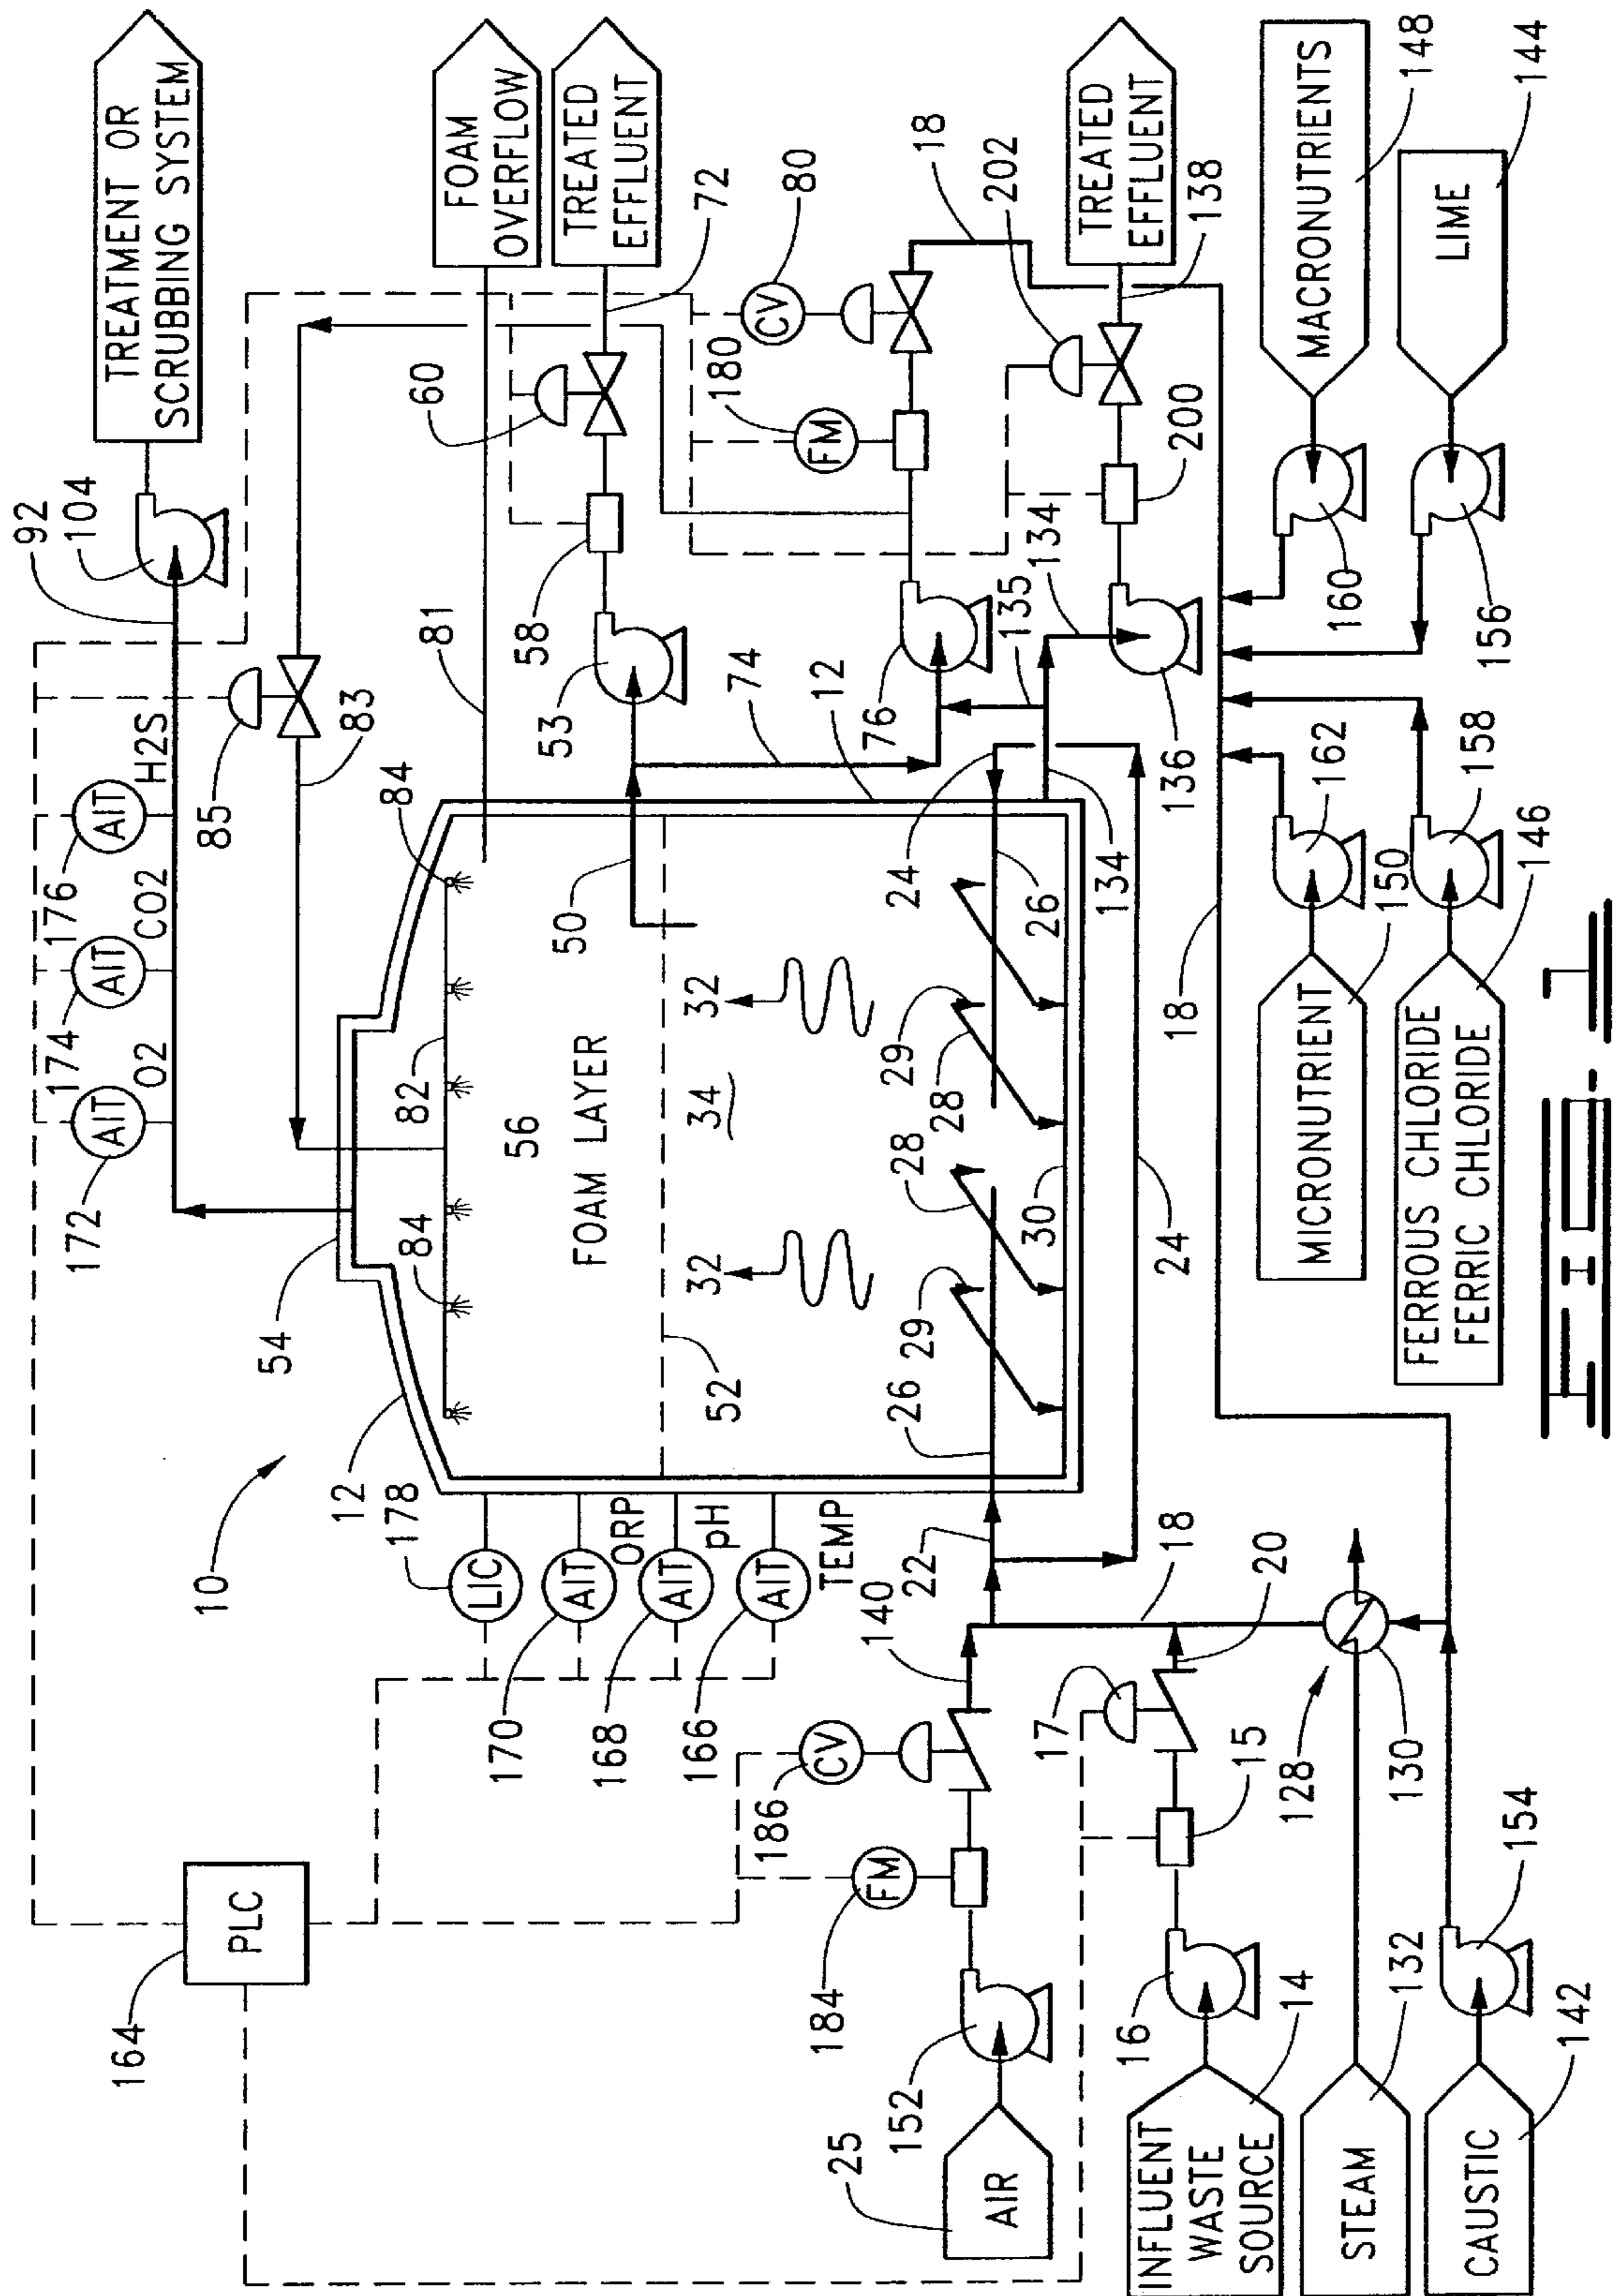 164
PLC
172
AIT
O2
174
AIT
CO2
176
AIT
H2S
92
104
TREATMENT OR
SCRUBBING SYSTEM
10
54
85
83
12
178
LIC
82
84
84
81
FOAM
OVERFLOW
170
AIT
ORP
56
FOAM LAYER
50
53
58
60
TREATED
EFFLUENT
72
168
AIT
pH
166
AIT
TEMP
52
32
34
32
74
12
180
FM
CV
80
186
CV
184
FM
140
22
26
29
28
28
29
24
26
76
135
134
18
25
AIR
152
17
15
20
18
30
24
134
136
200
202
TREATED
EFFLUENT
138
INFLUENT
WASTE
SOURCE
16
14
128
130
18
STEAM
132
MICRONUTRIENT
150
162
160
MACRONUTRIENTS
148
CAUSTIC
142
154
FERROUS CHLORIDE
FERRIC CHLORIDE
146
158
156
LIME
144
FIG. 1